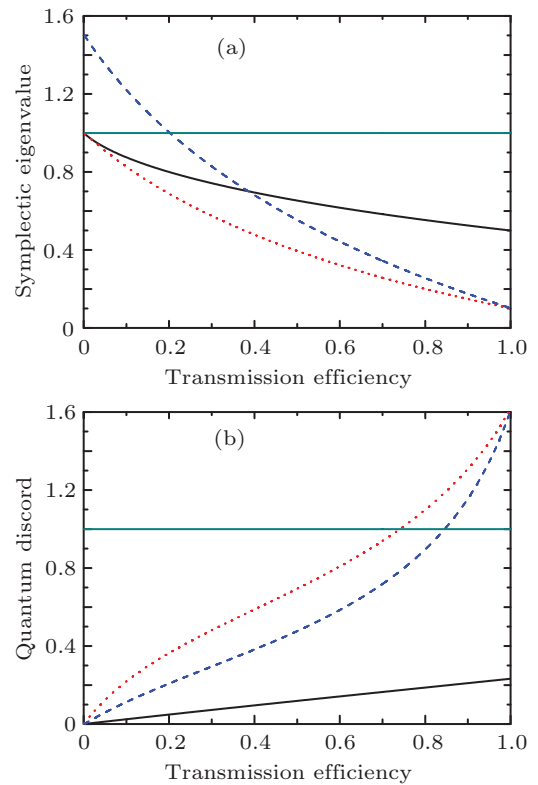 1.6
(a)
1.2
0.8
0.4
0
Symplectic eigenvalue
0 0.2 0.4 0.6 0.8 1.0
Transmission efficiency
1.6
(b)
1.2
0.8
0.4
0
Quantum discord
0 0.2 0.4 0.6 0.8 1.0
Transmission efficiency